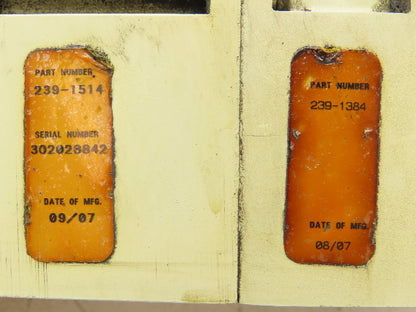 PART NUMBER
239-1514
SERIAL NUMBER
302028842
DATE OF MFG.
09/07
PART NUMBER
239-1384
DATE OF MFG.
08/07